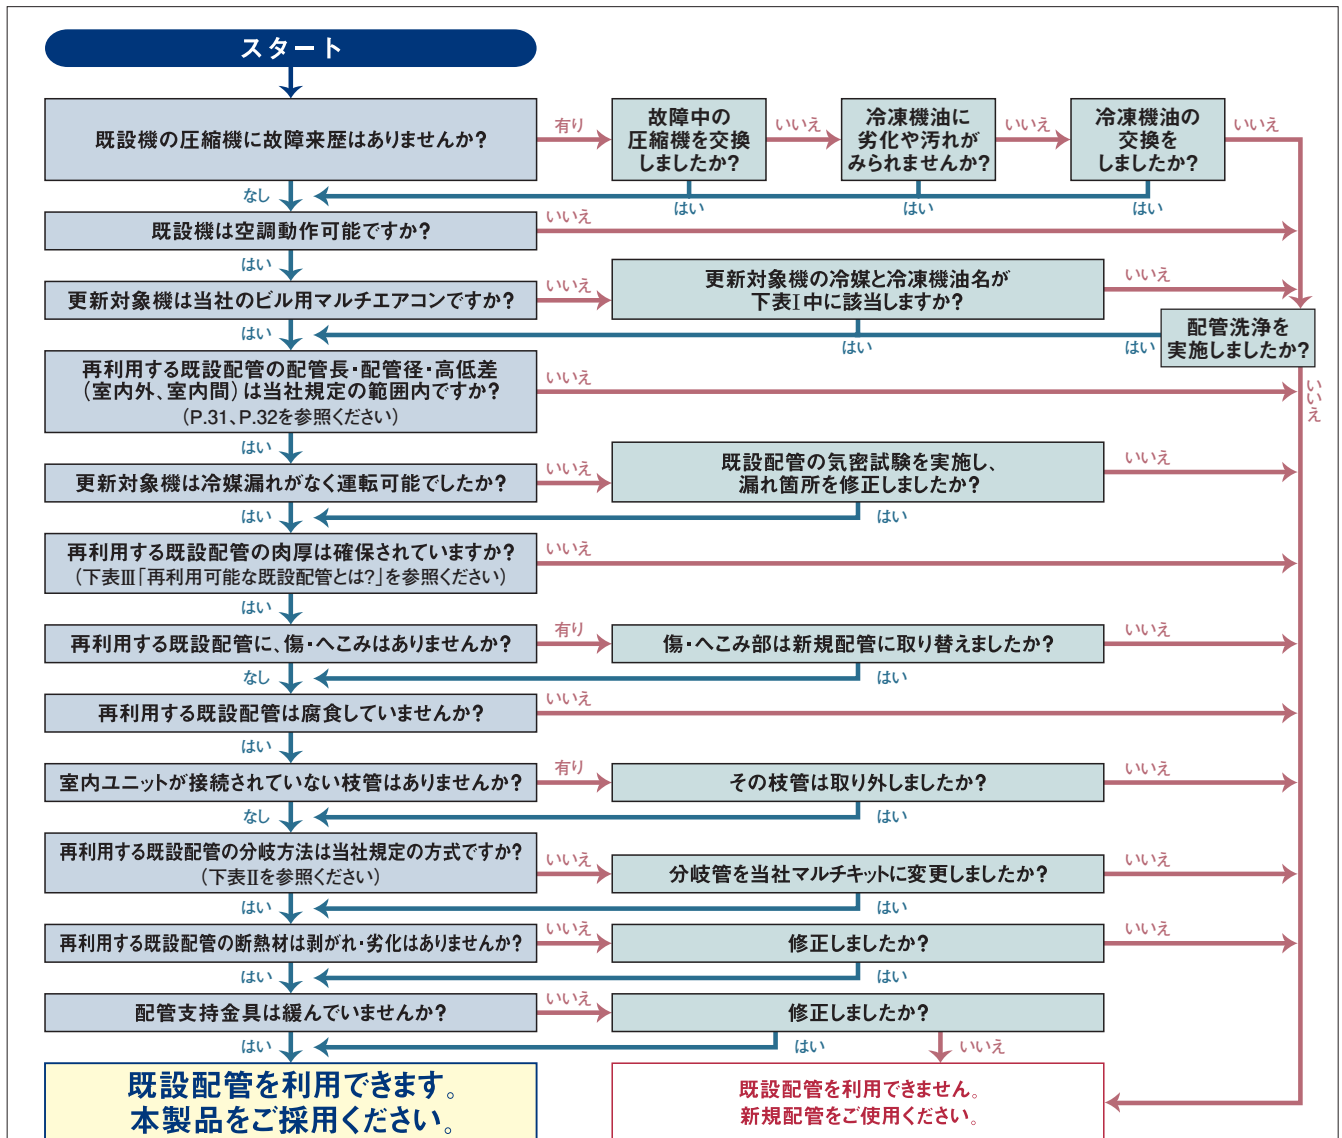 スタート
既設機の圧縮機に故障来歴はありませんか?
有り
故障中の
圧縮機を交換
しましたか?
いいえ
冷凍機油に
劣化や汚れが
みられませんか?
いいえ
冷凍機油の
交換を
しましたか?
いいえ
なし
はい
はい
はい
既設機は空調動作可能ですか?
いいえ
はい
更新対象機は当社のビル用マルチエアコンですか?
いいえ
更新対象機の冷媒と冷凍機油名が
下表Ⅰ中に該当しますか?
いいえ
はい
はい
はい
配管洗浄を
実施しましたか?
いいえ
再利用する既設配管の配管長・配管径・高低差
(室内外、室内間)は当社規定の範囲内ですか?
(P.31、P.32を参照ください)
いいえ
はい
更新対象機は冷媒漏れがなく運転可能でしたか?
いいえ
既設配管の気密試験を実施し、
漏れ箇所を修正しましたか?
いいえ
はい
はい
再利用する既設配管の肉厚は確保されていますか?
(下表Ⅲ「再利用可能な既設配管とは?」を参照ください)
いいえ
はい
再利用する既設配管に、傷・へこみはありませんか?
有り
傷・へこみ部は新規配管に取り替えましたか?
いいえ
なし
はい
再利用する既設配管は腐食していませんか?
いいえ
はい
室内ユニットが接続されていない枝管はありませんか?
有り
その枝管は取り外しましたか?
いいえ
なし
はい
再利用する既設配管の分岐方法は当社規定の方式ですか?
(下表Ⅱを参照ください)
いいえ
分岐管を当社マルチキットに変更しましたか?
いいえ
はい
はい
再利用する既設配管の断熱材は剥がれ・劣化はありませんか?
いいえ
修正しましたか?
いいえ
はい
はい
配管支持金具は緩んでいませんか?
いいえ
修正しましたか?
はい
はい
いいえ
既設配管を利用できます。
本製品をご採用ください。
既設配管を利用できません。
新規配管をご使用ください。